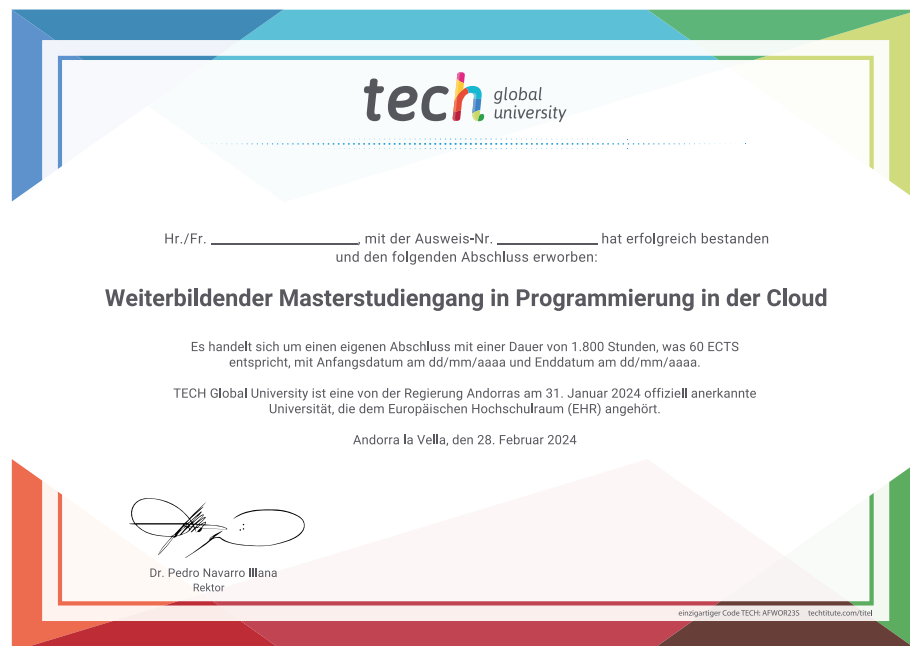 tech global university
Hr./Fr. ____________________, mit der Ausweis-Nr. ______________ hat erfolgreich bestanden
und den folgenden Abschluss erworben:
Weiterbildender Masterstudiengang in Programmierung in der Cloud
Es handelt sich um einen eigenen Abschluss mit einer Dauer von 1.800 Stunden, was 60 ECTS
entspricht, mit Anfangsdatum am dd/mm/aaaa und Enddatum am dd/mm/aaaa.
TECH Global University ist eine von der Regierung Andorras am 31. Januar 2024 offiziell anerkannte
Universität, die dem Europäischen Hochschulraum (EHR) angehört.
Andorra la Vella, den 28. Februar 2024
Dr. Pedro Navarro Illana
Rektor
einzigartiger Code TECH: AFWOR23S techtitute.com/titel